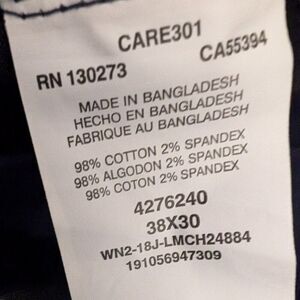 CARE301
RN 130273 CA55394
MADE IN BANGLADESH
HECHO EN BANGLADESH
FABRIQUE AU BANGLADESH
98% COTTON 2% SPANDEX
98% ALGODON 2% SPANDEX
98% COTON 2% SPANDEX
4276240
38X30
WN2-18J-LMCH24884
191056947309